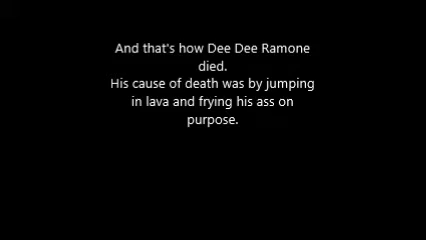 And that's how Dee Dee Ramone
died.
His cause of death was by jumping
in lava and frying his ass on
purpose.